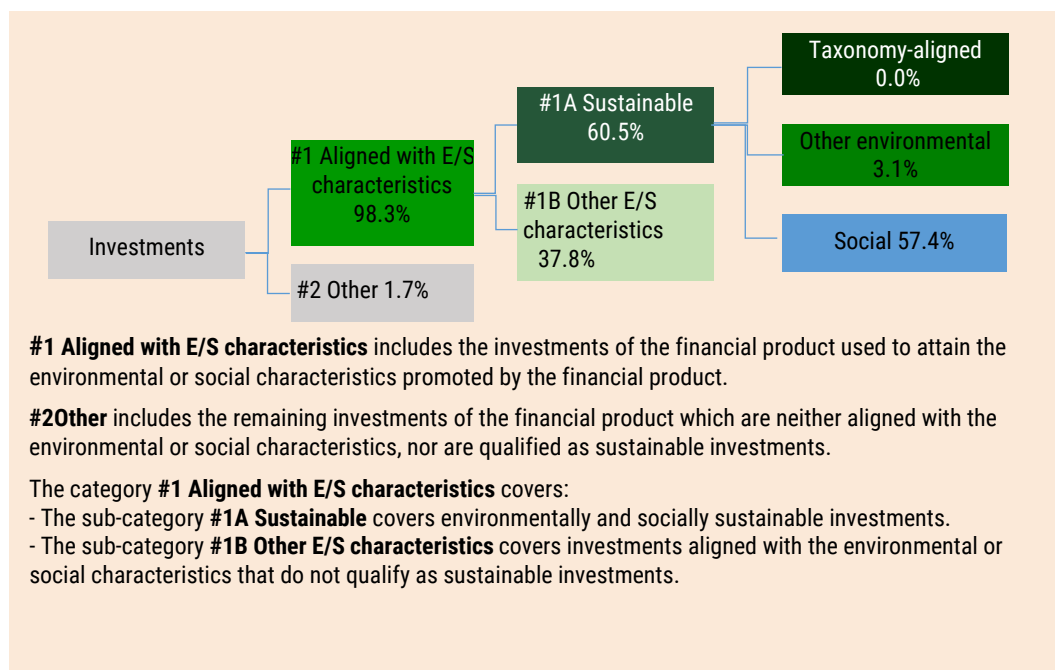 Taxonomy-aligned
0.0%
#1A Sustainable
60.5%
Other environmental
3.1%
#1 Aligned with E/S
characteristics
98.3%
#1B Other E/S
characteristics
37.8%
Investments
Social 57.4%
#2 Other 1.7%
#1 Aligned with E/S characteristics includes the investments of the financial product used to attain the
environmental or social characteristics promoted by the financial product.
#2Other includes the remaining investments of the financial product which are neither aligned with the
environmental or social characteristics, nor are qualified as sustainable investments.
The category #1 Aligned with E/S characteristics covers:
- The sub-category #1A Sustainable covers environmentally and socially sustainable investments.
- The sub-category #1B Other E/S characteristics covers investments aligned with the environmental or
social characteristics that do not qualify as sustainable investments.